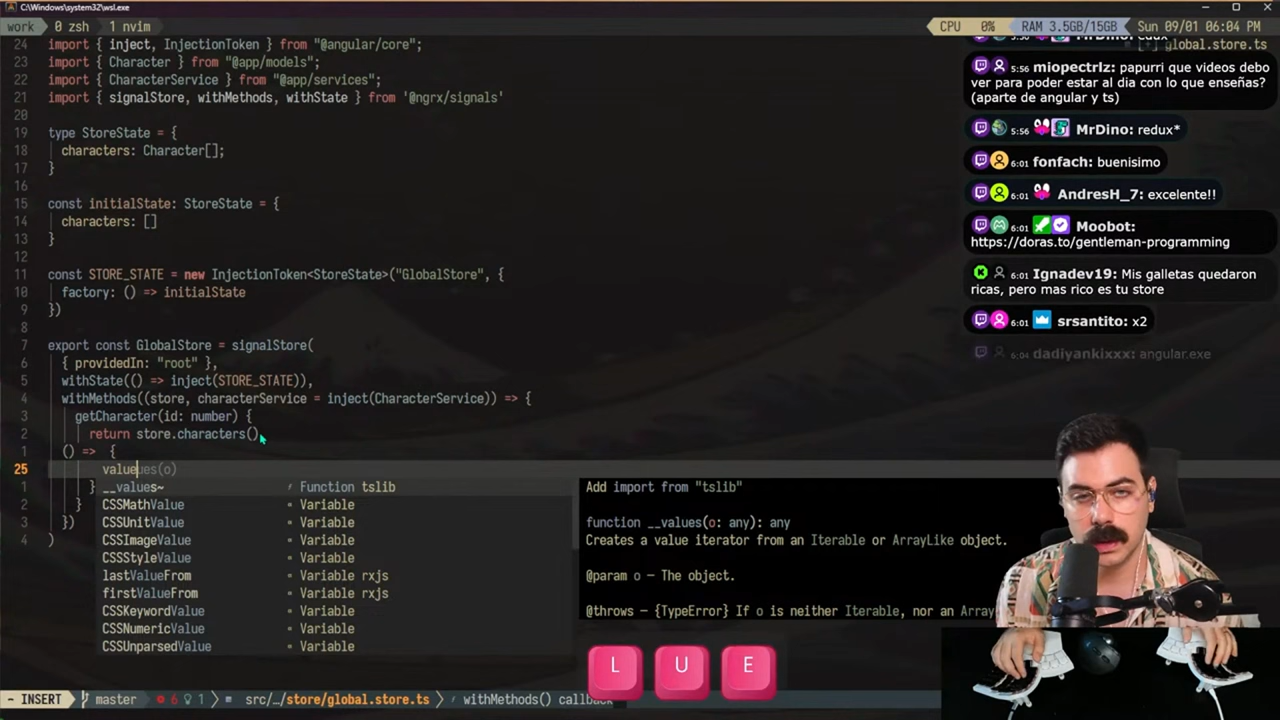 C:\Windows\system32\wsl.exe
work 0 zsh 1 nvim
CPU 0% RAM 3.5GB/15GB Sun 09/01 06:04 PM
24 import { inject, InjectionToken } from "@angular/core";
global.store.ts
23 import { Character } from "@app/models";
22 import { CharacterService } from "@app/services";
21 import { signalStore, withMethods, withState } from '@ngrx/signals'
20
19 type StoreState = {
18 characters: Character[];
17 }
16
15 const initialState: StoreState = {
14 characters: []
13 }
12
11 const STORE_STATE = new InjectionToken<StoreState>("GlobalStore", {
10 factory: () => initialState
9 })
8
7 export const GlobalStore = signalStore(
6 { providedIn: "root" },
5 withState(() => inject(STORE_STATE)),
4 withMethods((store, characterService = inject(CharacterService)) => {
3 getCharacter(id: number) {
2 return store.characters()
1 () => {
25 valueues(o)
1 }
2 }
3 })
4 )
__values~ Function tslib
CSSMathValue Variable
CSSUnitValue Variable
CSSImageValue Variable
CSSStyleValue Variable
lastValueFrom Variable rxjs
firstValueFrom Variable rxjs
CSSKeywordValue Variable
CSSNumericValue Variable
CSSUnparsedValue Variable
Add import from "tslib"
function __values(o: any): any
Creates a value iterator from an Iterable or ArrayLike object.
@param o — The object.
@throws — {TypeError} If o is neither Iterable, nor an Array
5:56 miopectrlz: papurri que videos debo
ver para poder estar al dia con lo que enseñas?
(aparte de angular y ts)
5:56 MrDino: redux*
6:01 fonfach: buenisimo
6:01 AndresH_7: excelente!!
6:01 Moobot:
https://doras.to/gentleman-programming
6:01 Ignadev19: Mis galletas quedaron
ricas, pero mas rico es tu store
6:01 srsantito: x2
6:04 dadiyankixxx: angular.exe
L U E
~ INSERT master 6 1 src/…/store/global.store.ts withMethods() callback